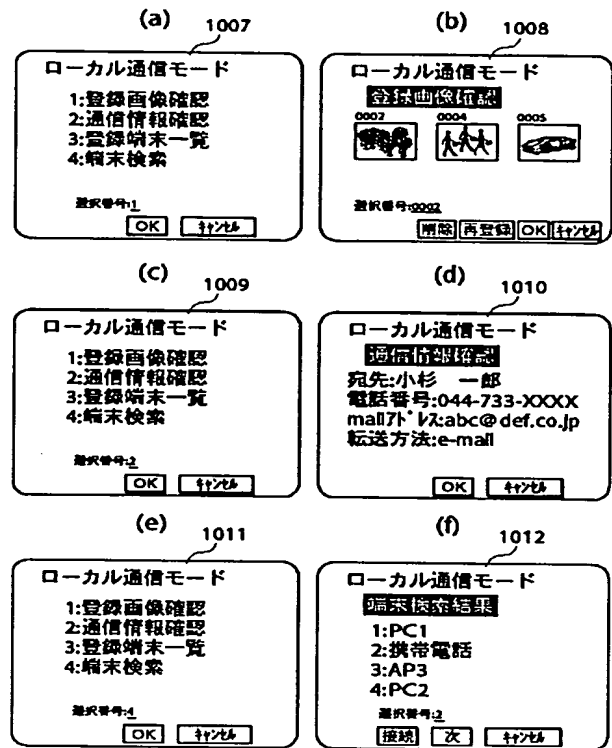 (a)
1007
ローカル通信モード
1:登録画像確認
2:通信情報確認
3:登録端末一覧
4:端末検索
選択番号:1
OK キャンセル
(b)
1008
ローカル通信モード
登録画像確認
0002 0004 0005
選択番号:0002
削除 再登録 OK キャンセル
(c)
1009
ローカル通信モード
1:登録画像確認
2:通信情報確認
3:登録端末一覧
4:端末検索
選択番号:2
OK キャンセル
(d)
1010
ローカル通信モード
通信情報確認
宛先:小杉 一郎
電話番号:044-733-XXXX
mailアドレス:abc@def.co.jp
転送方法:e-mail
OK キャンセル
(e)
1011
ローカル通信モード
1:登録画像確認
2:通信情報確認
3:登録端末一覧
4:端末検索
選択番号:4
OK キャンセル
(f)
1012
ローカル通信モード
端末検索結果
1:PC1
2:携帯電話
3:AP3
4:PC2
選択番号:2
接続 次 キャンセル